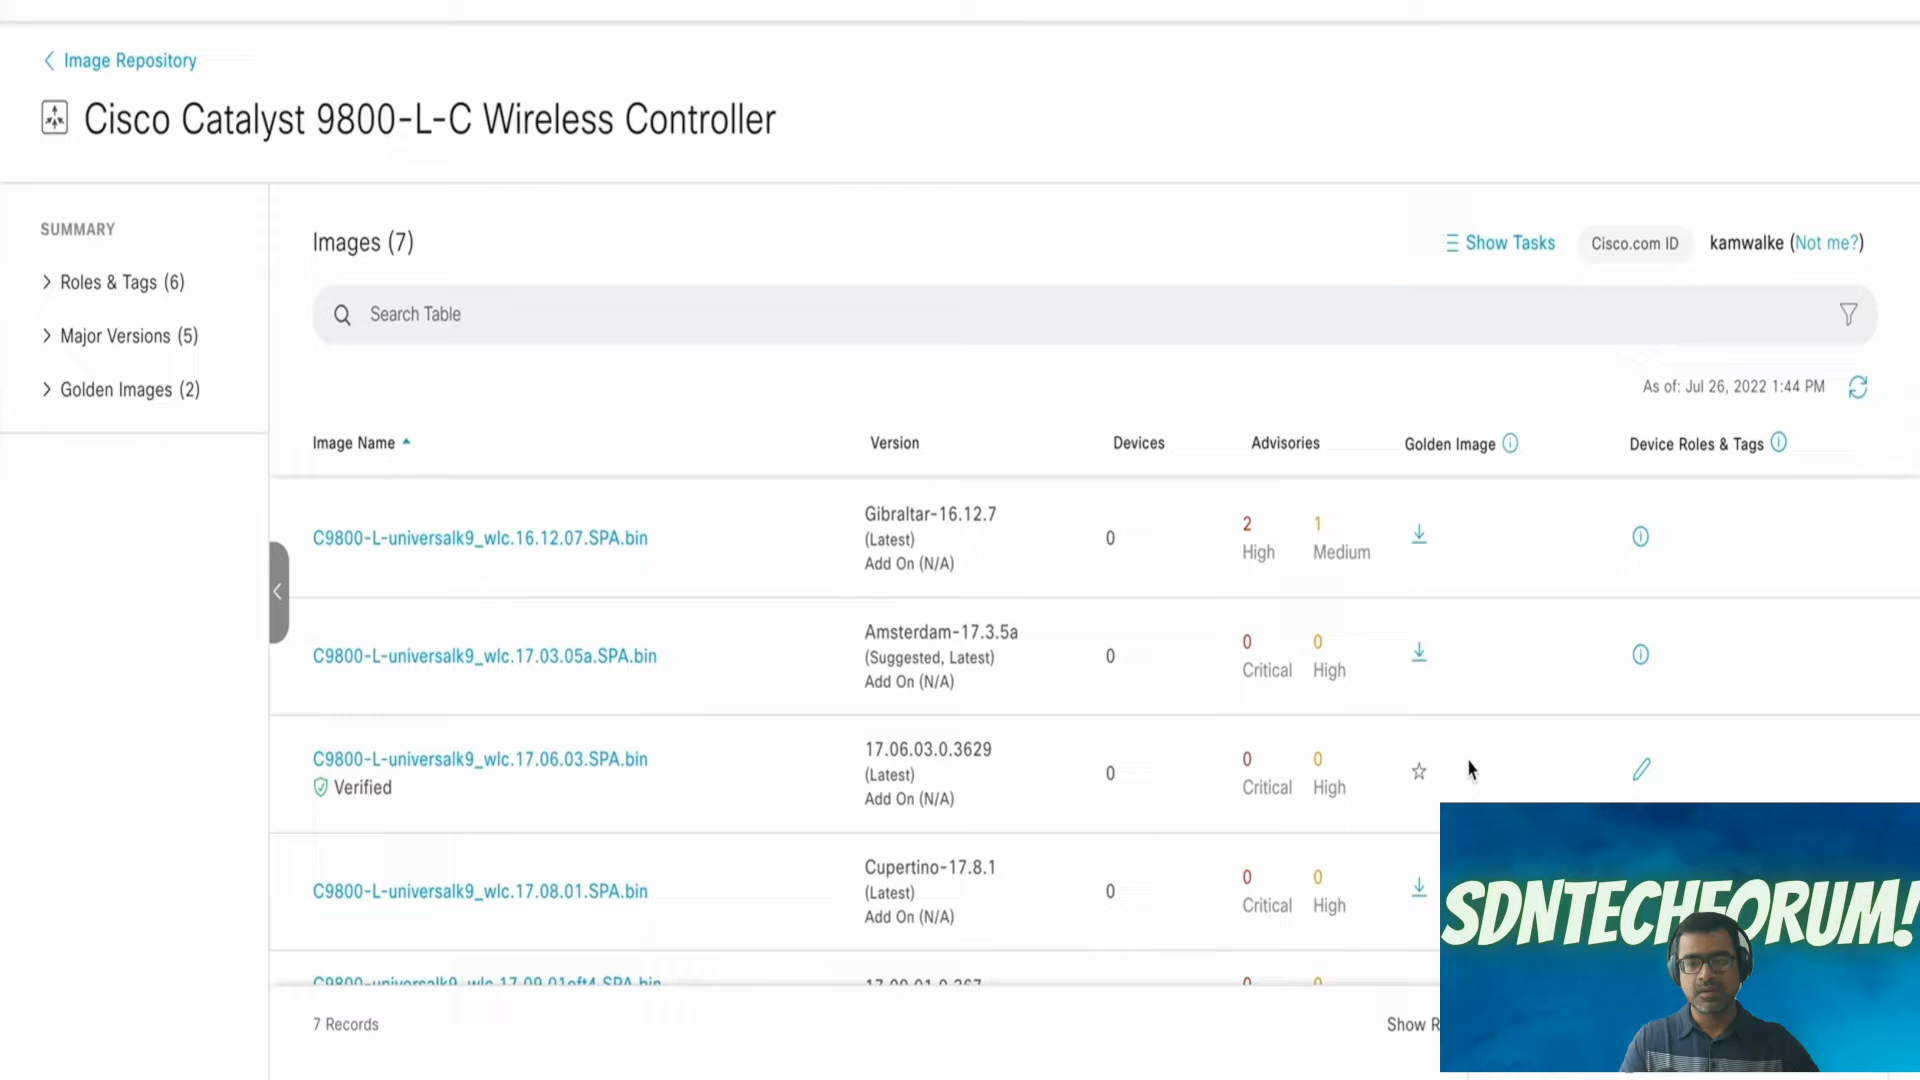 Image Repository
Cisco Catalyst 9800-L-C Wireless Controller
SUMMARY
Roles & Tags (6)
Major Versions (5)
Golden Images (2)
Images (7)
Show Tasks
Cisco.com ID
kamwalke (Not me?)
Search Table
As of: Jul 26, 2022 1:44 PM
Image Name Version Devices Advisories Golden Image Device Roles & Tags
C9800-L-universalk9_wlc.16.12.07.SPA.bin
Gibraltar-16.12.7
(Latest)
Add On (N/A)
0
2 High
1 Medium
C9800-L-universalk9_wlc.17.03.05a.SPA.bin
Amsterdam-17.3.5a
(Suggested, Latest)
Add On (N/A)
0
0 Critical
0 High
C9800-L-universalk9_wlc.17.06.03.SPA.bin
Verified
17.06.03.0.3629
(Latest)
Add On (N/A)
0
0 Critical
0 High
C9800-L-universalk9_wlc.17.08.01.SPA.bin
Cupertino-17.8.1
(Latest)
Add On (N/A)
0
0 Critical
0 High
7 Records
Show R
SDNTECHFORUM!